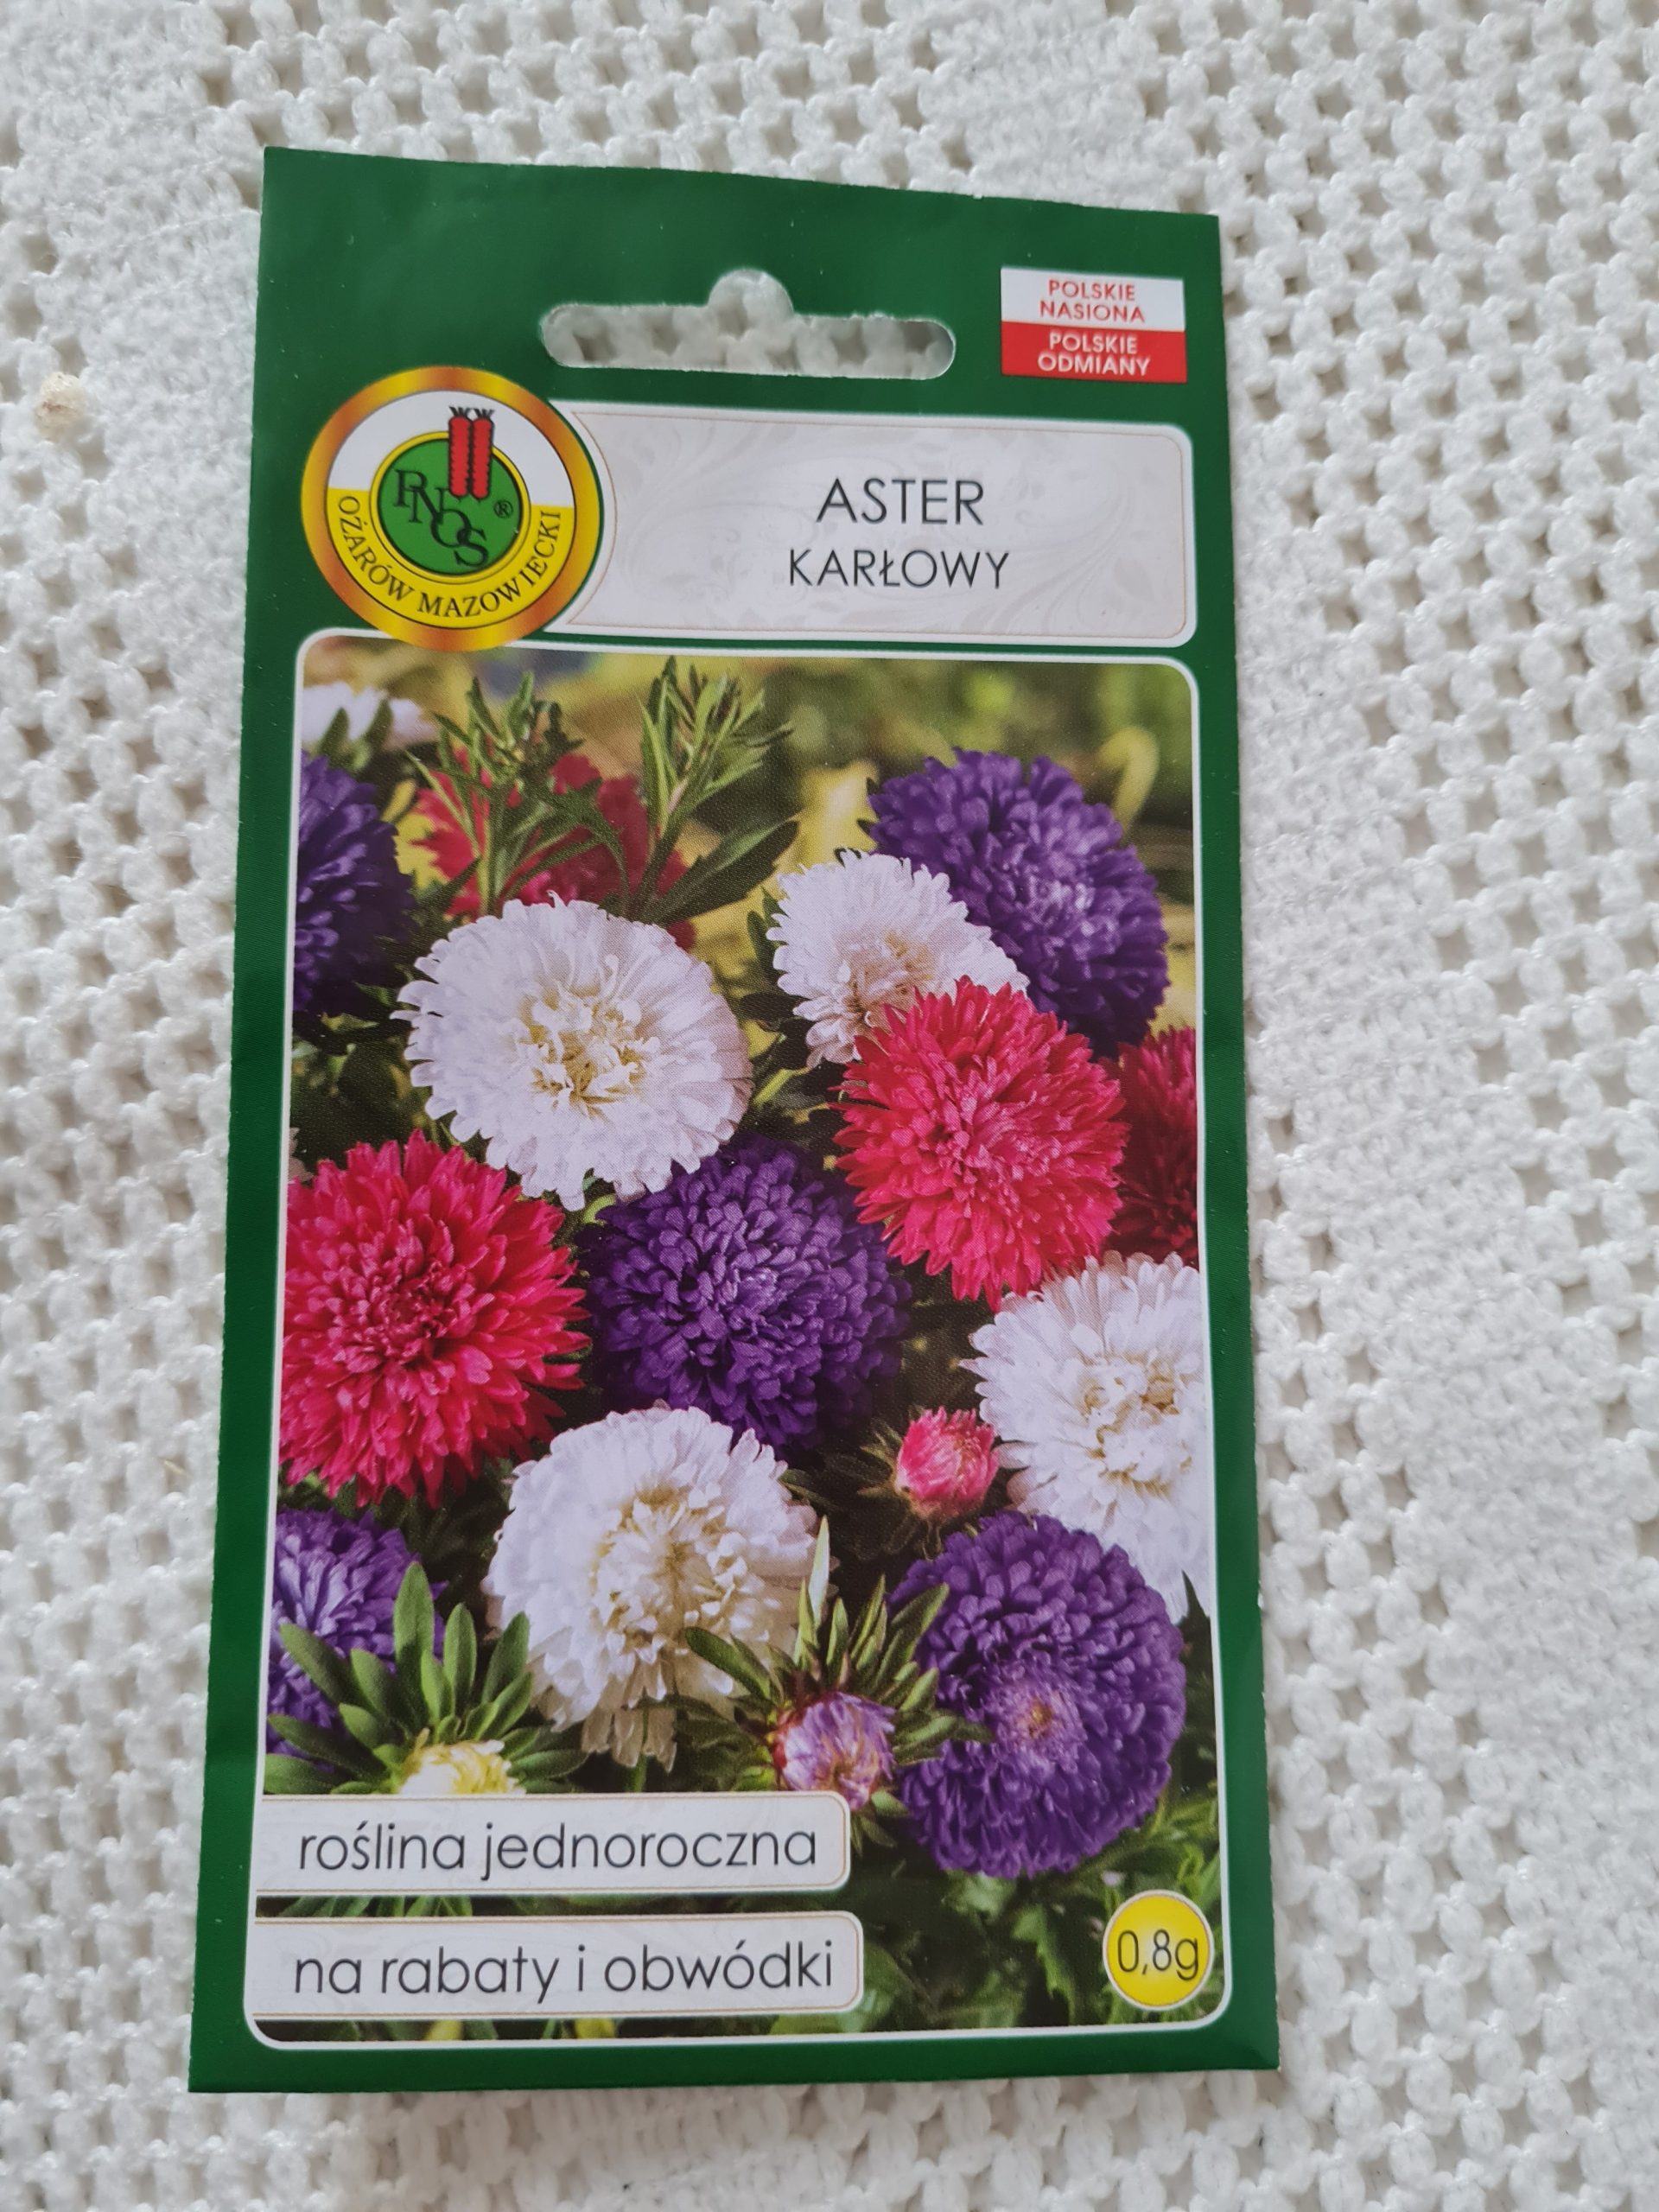 POLSKIE
NASIONA
POLSKIE
ODMIANY
PNOS®
OŻARÓW MAZOWIECKI
ASTER
KARŁOWY
roślina jednoroczna
na rabaty i obwódki
0,8g